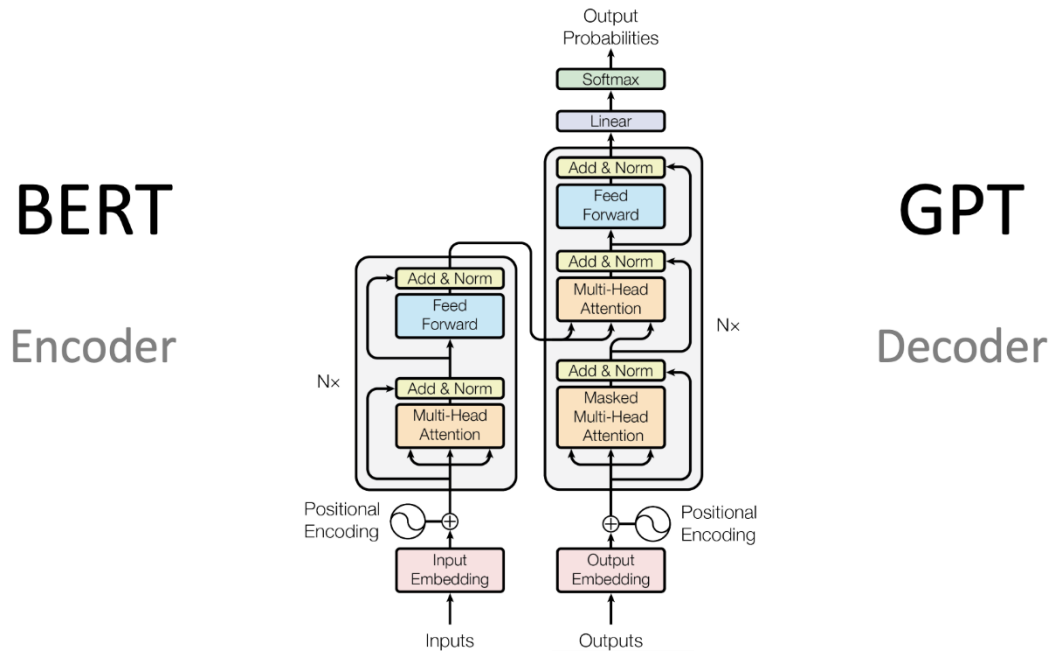 BERT
Encoder
Output
Probabilities
Softmax
Linear
Add & Norm
Feed
Forward
Add & Norm
Multi-Head
Attention
Add & Norm
Masked
Multi-Head
Attention
N×
Add & Norm
Feed
Forward
N×
Add & Norm
Multi-Head
Attention
Positional
Encoding
Positional
Encoding
Input
Embedding
Output
Embedding
Inputs
Outputs
GPT
Decoder